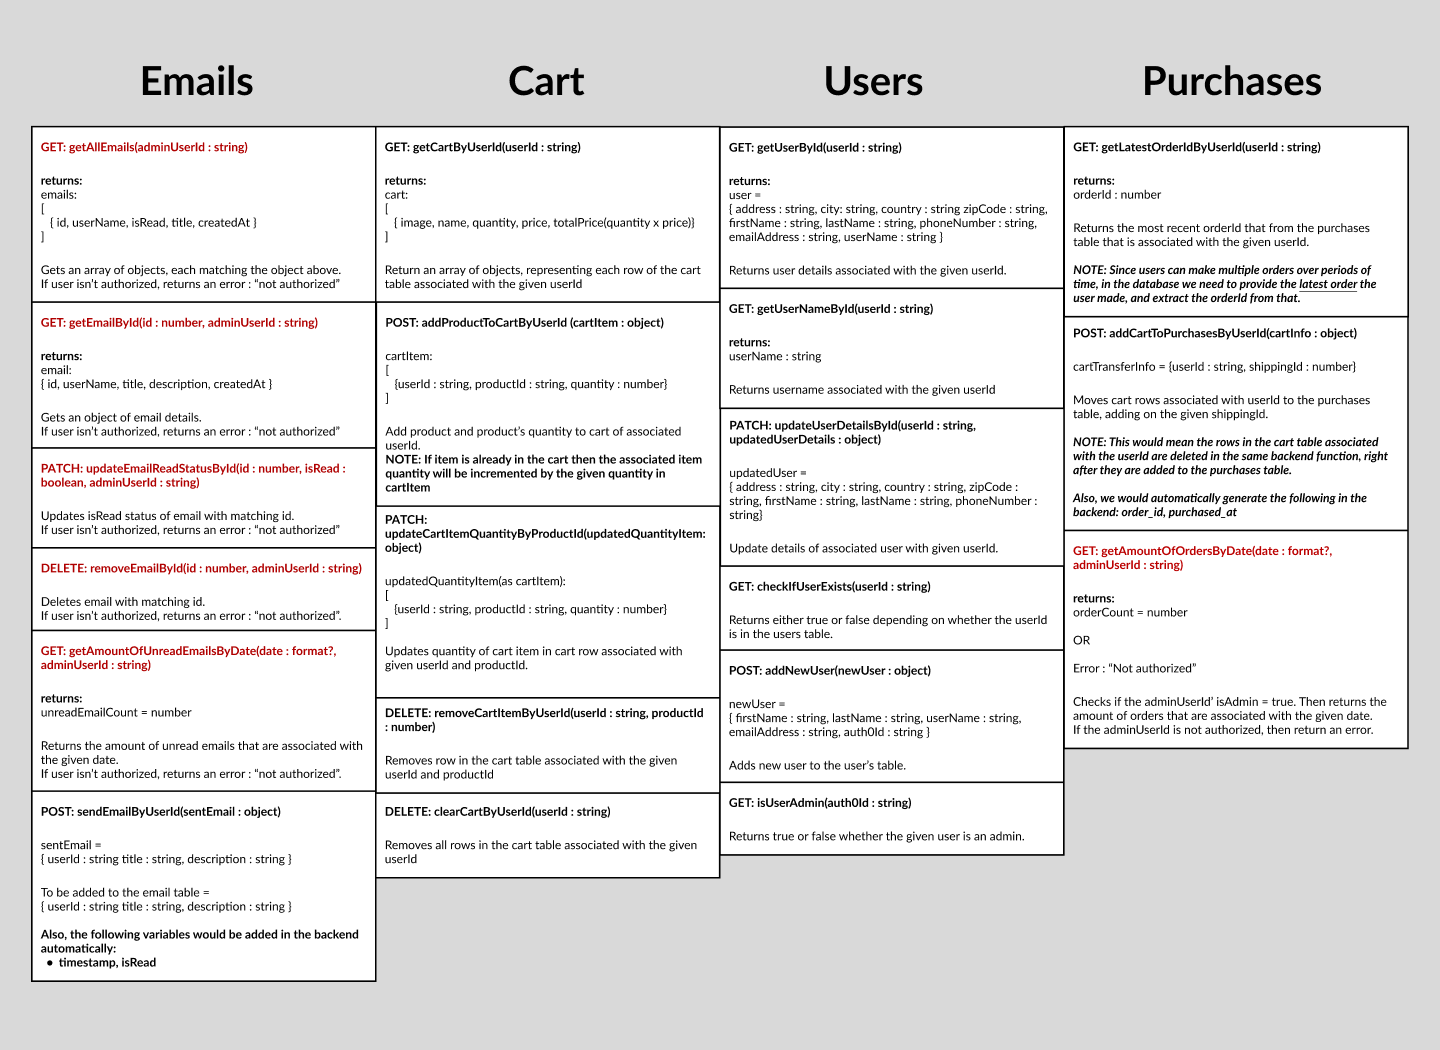 Emails
GET: getAllEmails(adminUserId : string)
returns:
emails:
[
{ id, userName, isRead, title, createdAt }
]
Gets an array of objects, each matching the object above.
If user isn't authorized, returns an error : “not authorized”
GET: getEmailById(id : number, adminUserId : string)
returns:
email:
{ id, userName, title, description, createdAt }
Gets an object of email details.
If user isn't authorized, returns an error : “not authorized”
PATCH: updateEmailReadStatusById(id : number, isRead :
boolean, adminUserId : string)
Updates isRead status of email with matching id.
If user isn't authorized, returns an error : “not authorized”
DELETE: removeEmailById(id : number, adminUserId : string)
Deletes email with matching id.
If user isn't authorized, returns an error : “not authorized”.
GET: getAmountOfUnreadEmailsByDate(date : format?,
adminUserId : string)
returns:
unreadEmailCount = number
Returns the amount of unread emails that are associated with
the given date.
If user isn't authorized, returns an error : “not authorized”.
POST: sendEmailByUserId(sentEmail : object)
sentEmail =
{ userId : string title : string, description : string }
To be added to the email table =
{ userId : string title : string, description : string }
Also, the following variables would be added in the backend
automatically:
● timestamp, isRead
Cart
GET: getCartByUserId(userId : string)
returns:
cart:
[
{ image, name, quantity, price, totalPrice(quantity x price)}
]
Return an array of objects, representing each row of the cart
table associated with the given userId
POST: addProductToCartByUserId (cartItem : object)
cartItem:
[
{userId : string, productId : string, quantity : number}
]
Add product and product's quantity to cart of associated
userId.
NOTE: If item is already in the cart then the associated item
quantity will be incremented by the given quantity in
cartItem
PATCH:
updateCartItemQuantityByProductId(updatedQuantityItem:
object)
updatedQuantityItem(as cartItem):
[
{userId : string, productId : string, quantity : number}
]
Updates quantity of cart item in cart row associated with
given userId and productId.
DELETE: removeCartItemByUserId(userId : string, productId
: number)
Removes row in the cart table associated with the given
userId and productId
DELETE: clearCartByUserId(userId : string)
Removes all rows in the cart table associated with the given
userId
Users
GET: getUserById(userId : string)
returns:
user =
{ address : string, city: string, country : string zipCode : string,
firstName : string, lastName : string, phoneNumber : string,
emailAddress : string, userName : string }
Returns user details associated with the given userId.
GET: getUserNameById(userId : string)
returns:
userName : string
Returns username associated with the given userId
PATCH: updateUserDetailsById(userId : string,
updatedUserDetails : object)
updatedUser =
{ address : string, city : string, country : string, zipCode :
string, firstName : string, lastName : string, phoneNumber :
string}
Update details of associated user with given userId.
GET: checkIfUserExists(userId : string)
Returns either true or false depending on whether the userId
is in the users table.
POST: addNewUser(newUser : object)
newUser =
{ firstName : string, lastName : string, userName : string,
emailAddress : string, auth0Id : string }
Adds new user to the user's table.
GET: isUserAdmin(auth0Id : string)
Returns true or false whether the given user is an admin.
Purchases
GET: getLatestOrderIdByUserId(userId : string)
returns:
orderId : number
Returns the most recent orderId that from the purchases
table that is associated with the given userId.
NOTE: Since users can make multiple orders over periods of
time, in the database we need to provide the latest order the
user made, and extract the orderId from that.
POST: addCartToPurchasesByUserId(cartInfo : object)
cartTransferInfo = {userId : string, shippingId : number}
Moves cart rows associated with userId to the purchases
table, adding on the given shippingId.
NOTE: This would mean the rows in the cart table associated
with the userId are deleted in the same backend function, right
after they are added to the purchases table.
Also, we would automatically generate the following in the
backend: order_id, purchased_at
GET: getAmountOfOrdersByDate(date : format?,
adminUserId : string)
returns:
orderCount = number
OR
Error : “Not authorized”
Checks if the adminUserId' isAdmin = true. Then returns the
amount of orders that are associated with the given date.
If the adminUserId is not authorized, then return an error.